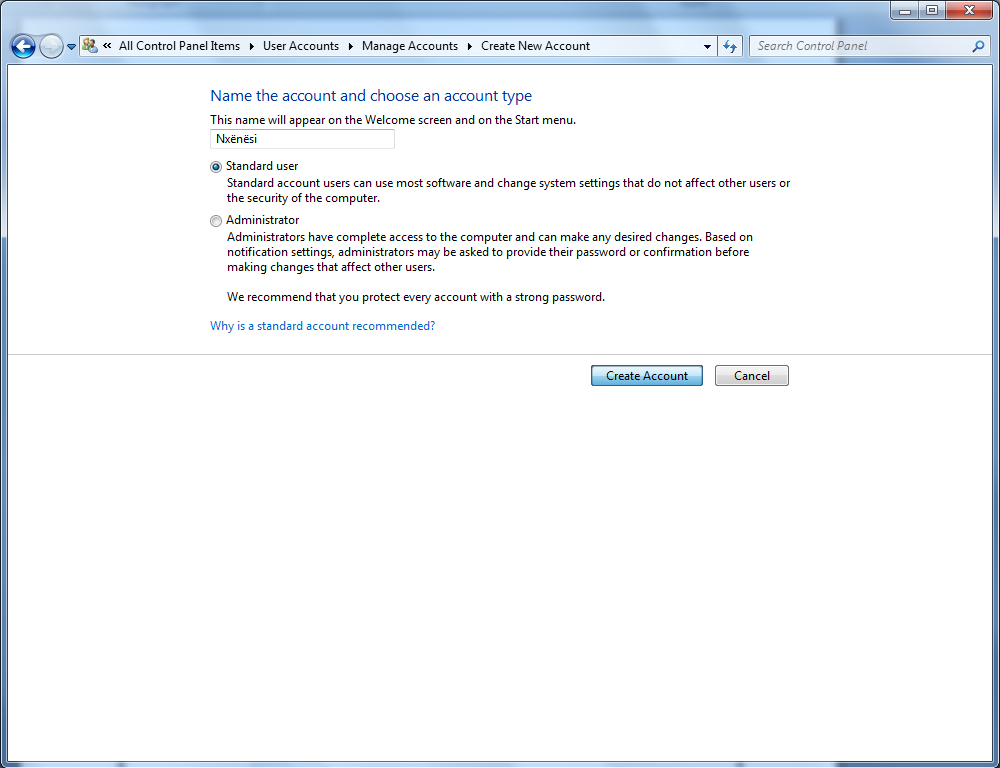 « All Control Panel Items ▸ User Accounts ▸ Manage Accounts ▸ Create New Account
Search Control Panel
Name the account and choose an account type
This name will appear on the Welcome screen and on the Start menu.
Nxënësi
Standard user
Standard account users can use most software and change system settings that do not affect other users or
the security of the computer.
Administrator
Administrators have complete access to the computer and can make any desired changes. Based on
notification settings, administrators may be asked to provide their password or confirmation before
making changes that affect other users.
We recommend that you protect every account with a strong password.
Why is a standard account recommended?
Create Account
Cancel